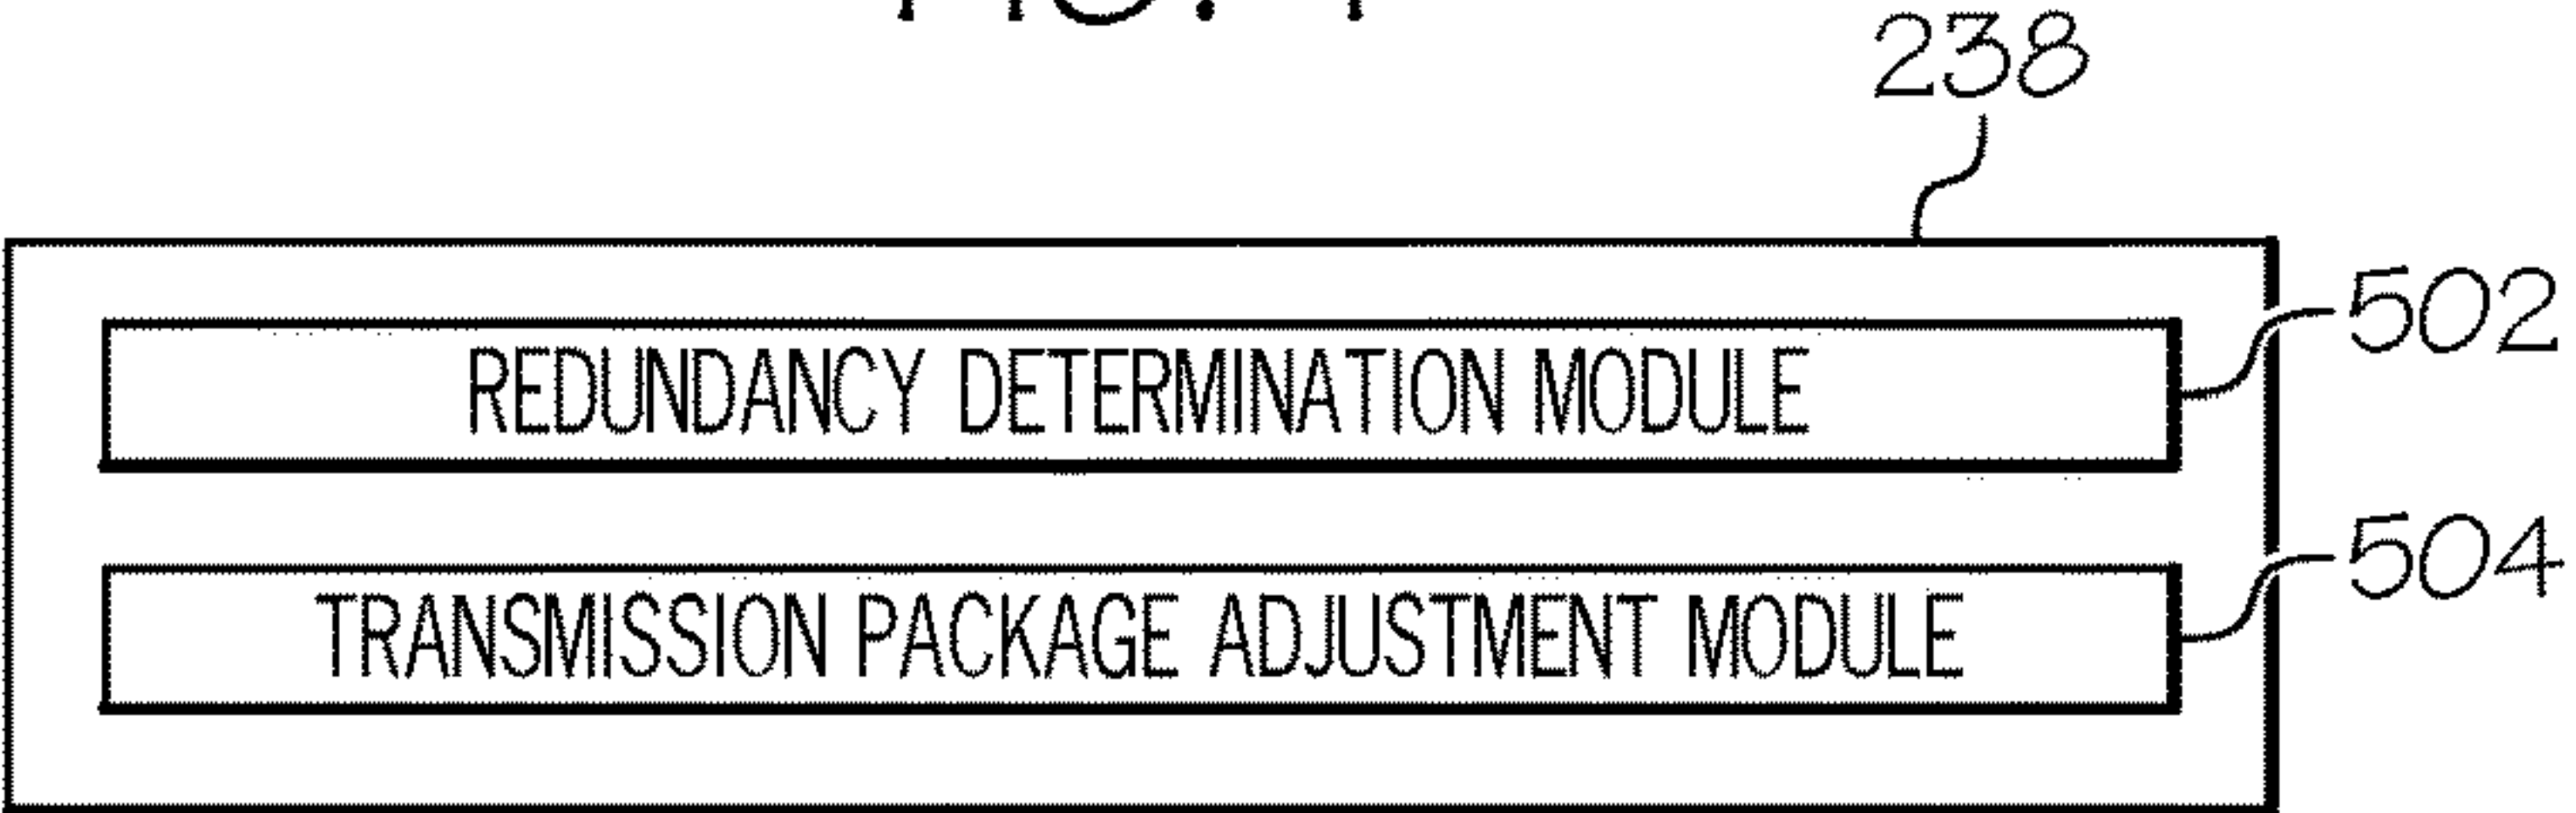 238
REDUNDANCY DETERMINATION MODULE
502
TRANSMISSION PACKAGE ADJUSTMENT MODULE
504